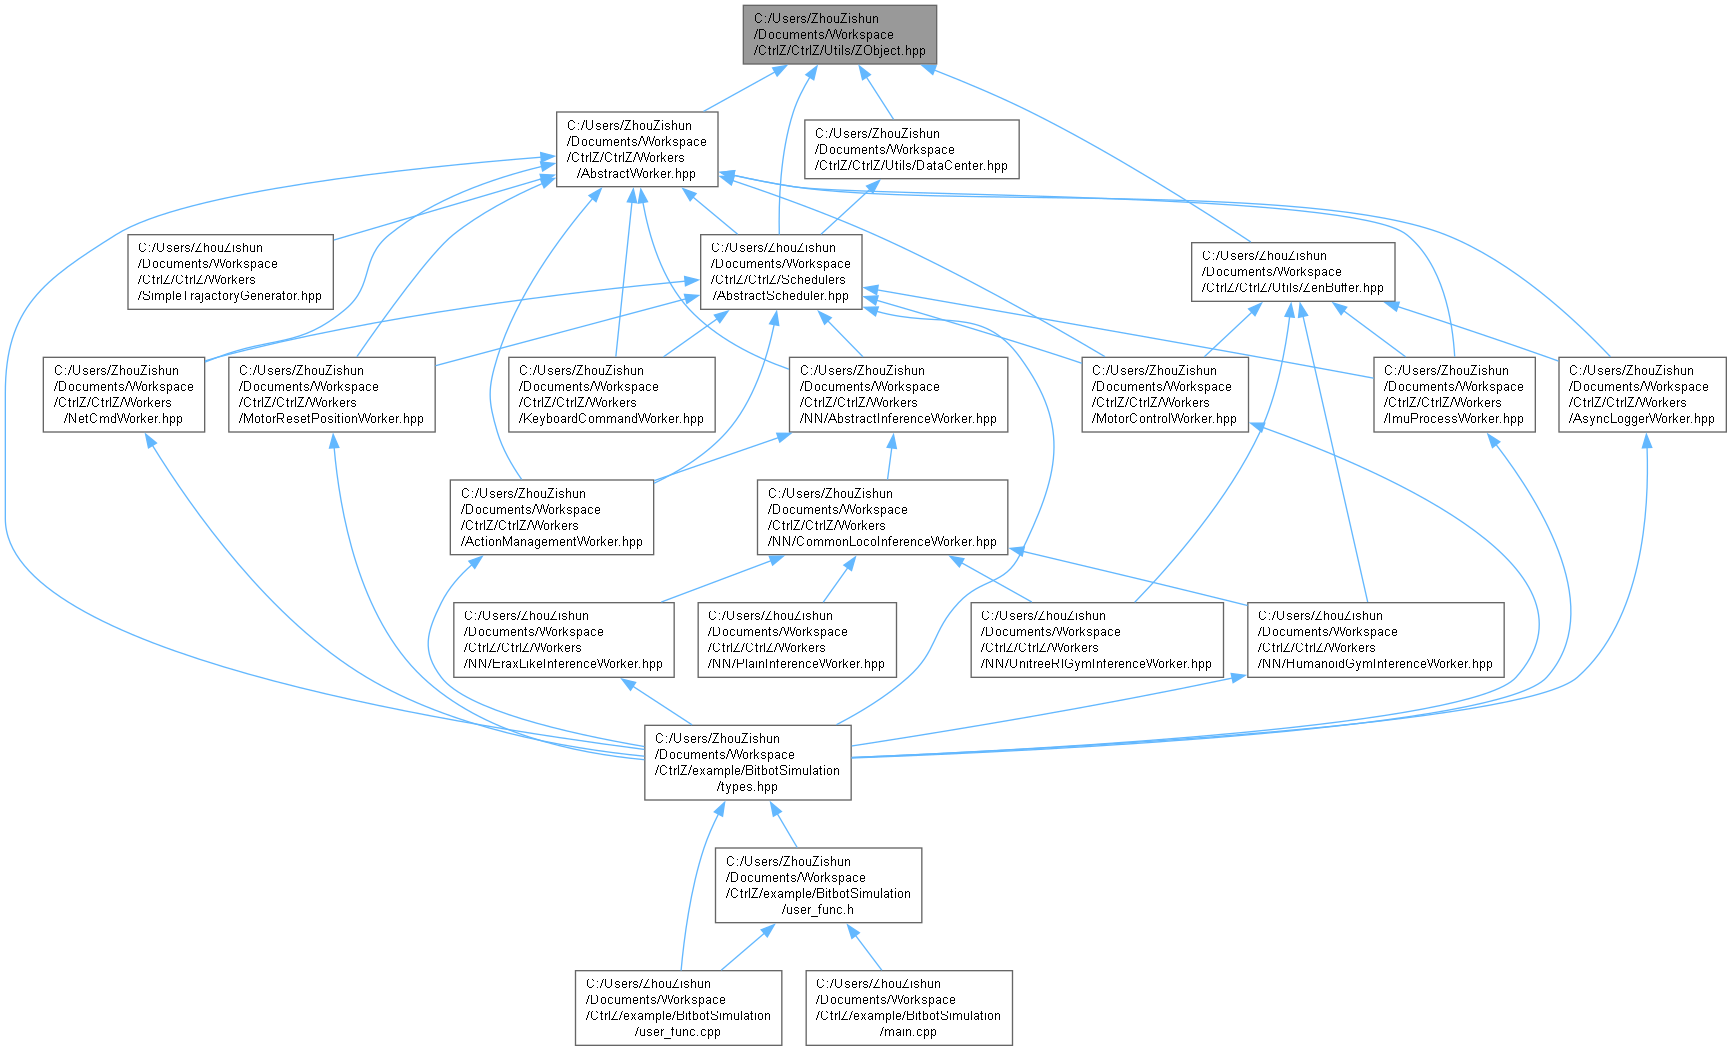 C:/Users/ZhouZishun
/Documents/Workspace
/CtrlZ/CtrlZ/Utils/ZObject.hpp
C:/Users/ZhouZishun
/Documents/Workspace
/CtrlZ/CtrlZ/Workers
/AbstractWorker.hpp
C:/Users/ZhouZishun
/Documents/Workspace
/CtrlZ/CtrlZ/Utils/DataCenter.hpp
C:/Users/ZhouZishun
/Documents/Workspace
/CtrlZ/CtrlZ/Workers
/SimpleTrajactoryGenerator.hpp
C:/Users/ZhouZishun
/Documents/Workspace
/CtrlZ/CtrlZ/Schedulers
/AbstractScheduler.hpp
C:/Users/ZhouZishun
/Documents/Workspace
/CtrlZ/CtrlZ/Utils/ZenBuffer.hpp
C:/Users/ZhouZishun
/Documents/Workspace
/CtrlZ/CtrlZ/Workers
/NetCmdWorker.hpp
C:/Users/ZhouZishun
/Documents/Workspace
/CtrlZ/CtrlZ/Workers
/MotorResetPositionWorker.hpp
C:/Users/ZhouZishun
/Documents/Workspace
/CtrlZ/CtrlZ/Workers
/KeyboardCommandWorker.hpp
C:/Users/ZhouZishun
/Documents/Workspace
/CtrlZ/CtrlZ/Workers
/NN/AbstractInferenceWorker.hpp
C:/Users/ZhouZishun
/Documents/Workspace
/CtrlZ/CtrlZ/Workers
/MotorControlWorker.hpp
C:/Users/ZhouZishun
/Documents/Workspace
/CtrlZ/CtrlZ/Workers
/ImuProcessWorker.hpp
C:/Users/ZhouZishun
/Documents/Workspace
/CtrlZ/CtrlZ/Workers
/AsyncLoggerWorker.hpp
C:/Users/ZhouZishun
/Documents/Workspace
/CtrlZ/CtrlZ/Workers
/ActionManagementWorker.hpp
C:/Users/ZhouZishun
/Documents/Workspace
/CtrlZ/CtrlZ/Workers
/NN/CommonLocoInferenceWorker.hpp
C:/Users/ZhouZishun
/Documents/Workspace
/CtrlZ/CtrlZ/Workers
/NN/EraxLikeInferenceWorker.hpp
C:/Users/ZhouZishun
/Documents/Workspace
/CtrlZ/CtrlZ/Workers
/NN/PlainInferenceWorker.hpp
C:/Users/ZhouZishun
/Documents/Workspace
/CtrlZ/CtrlZ/Workers
/NN/UnitreeRlGymInferenceWorker.hpp
C:/Users/ZhouZishun
/Documents/Workspace
/CtrlZ/CtrlZ/Workers
/NN/HumanoidGymInferenceWorker.hpp
C:/Users/ZhouZishun
/Documents/Workspace
/CtrlZ/example/BitbotSimulation
/types.hpp
C:/Users/ZhouZishun
/Documents/Workspace
/CtrlZ/example/BitbotSimulation
/user_func.h
C:/Users/ZhouZishun
/Documents/Workspace
/CtrlZ/example/BitbotSimulation
/user_func.cpp
C:/Users/ZhouZishun
/Documents/Workspace
/CtrlZ/example/BitbotSimulation
/main.cpp